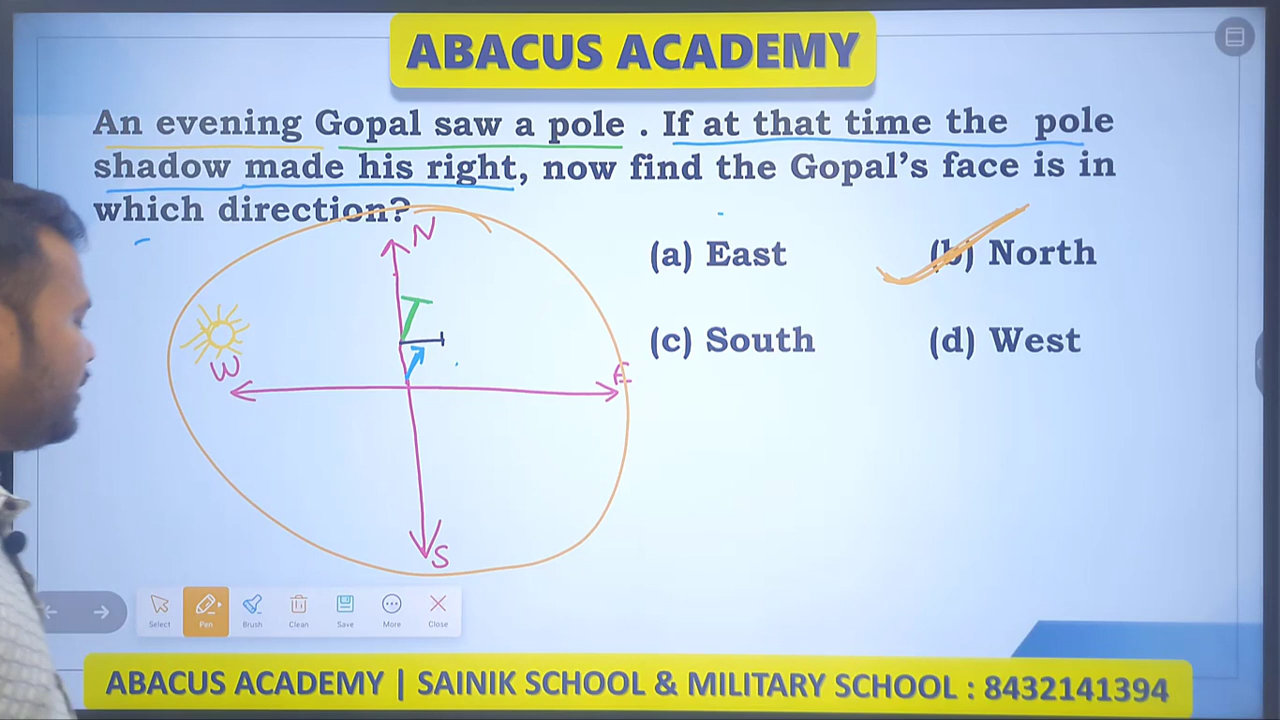 ABACUS ACADEMY
An evening Gopal saw a pole . If at that time the pole
shadow made his right, now find the Gopal's face is in
which direction?
(a) East
(b) North
(c) South
(d) West
N
W
E
S
Select
Pen
Brush
Clean
Save
More
Close
ABACUS ACADEMY | SAINIK SCHOOL & MILITARY SCHOOL : 8432141394